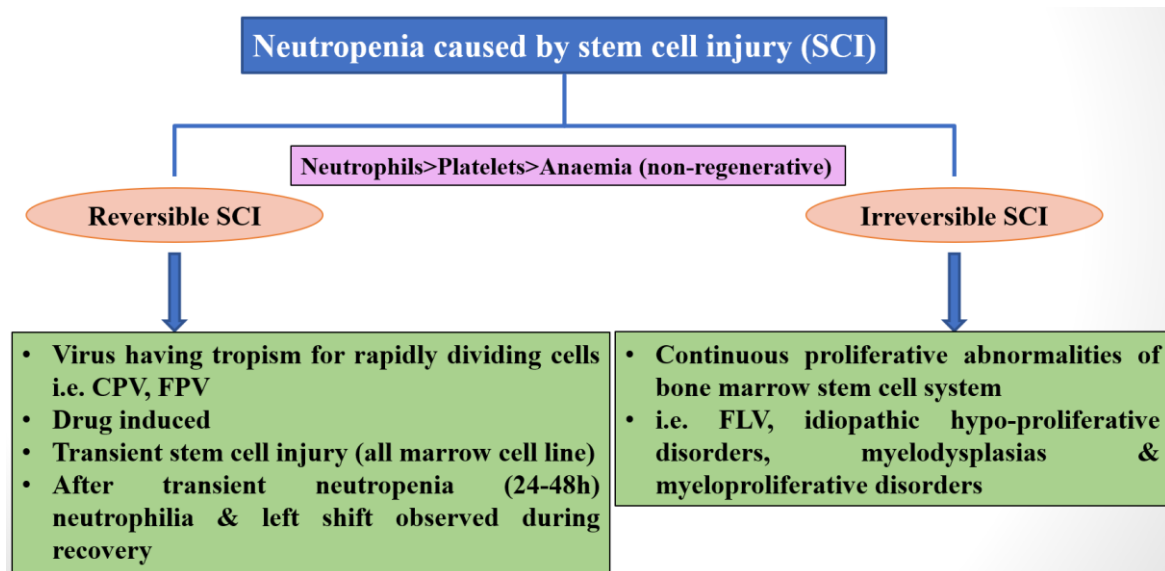 Neutropenia caused by stem cell injury (SCI)
Neutrophils>Platelets>Anaemia (non-regenerative)
Reversible SCI
Irreversible SCI
• Virus having tropism for rapidly dividing cells
i.e. CPV, FPV
• Drug induced
• Transient stem cell injury (all marrow cell line)
• After transient neutropenia (24-48h)
neutrophilia & left shift observed during
recovery
• Continuous proliferative abnormalities of
bone marrow stem cell system
• i.e. FLV, idiopathic hypo-proliferative
disorders, myelodysplasias &
myeloproliferative disorders